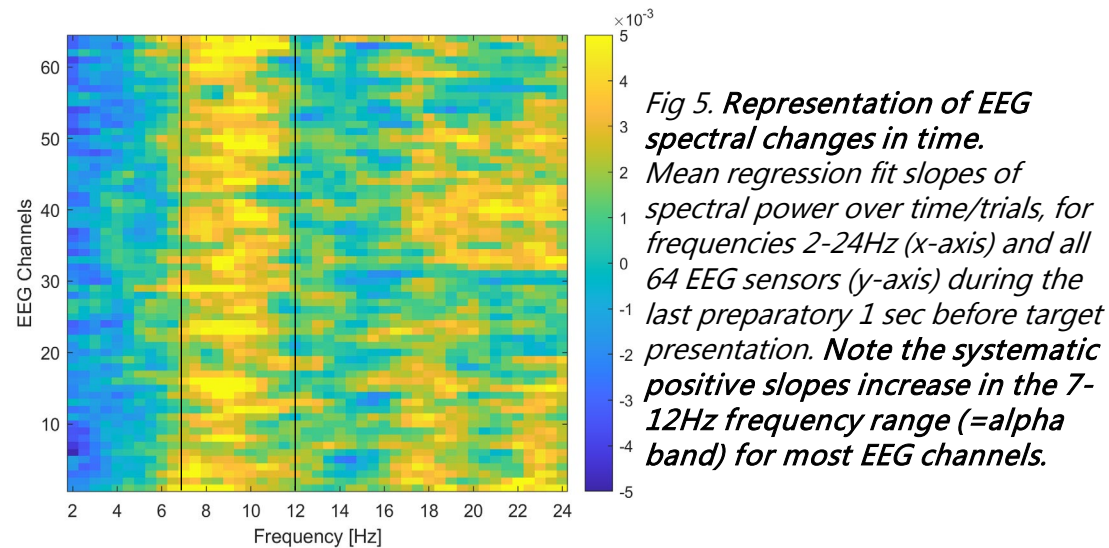 ×10⁻³
60
50
40
30
20
10
EEG Channels
2 4 6 8 10 12 14 16 18 20 22 24
Frequency [Hz]
5
4
3
2
1
0
-1
-2
-3
-4
-5
Fig 5. Representation of EEG
spectral changes in time.
Mean regression fit slopes of
spectral power over time/trials, for
frequencies 2-24Hz (x-axis) and all
64 EEG sensors (y-axis) during the
last preparatory 1 sec before target
presentation. Note the systematic
positive slopes increase in the 7-
12Hz frequency range (=alpha
band) for most EEG channels.